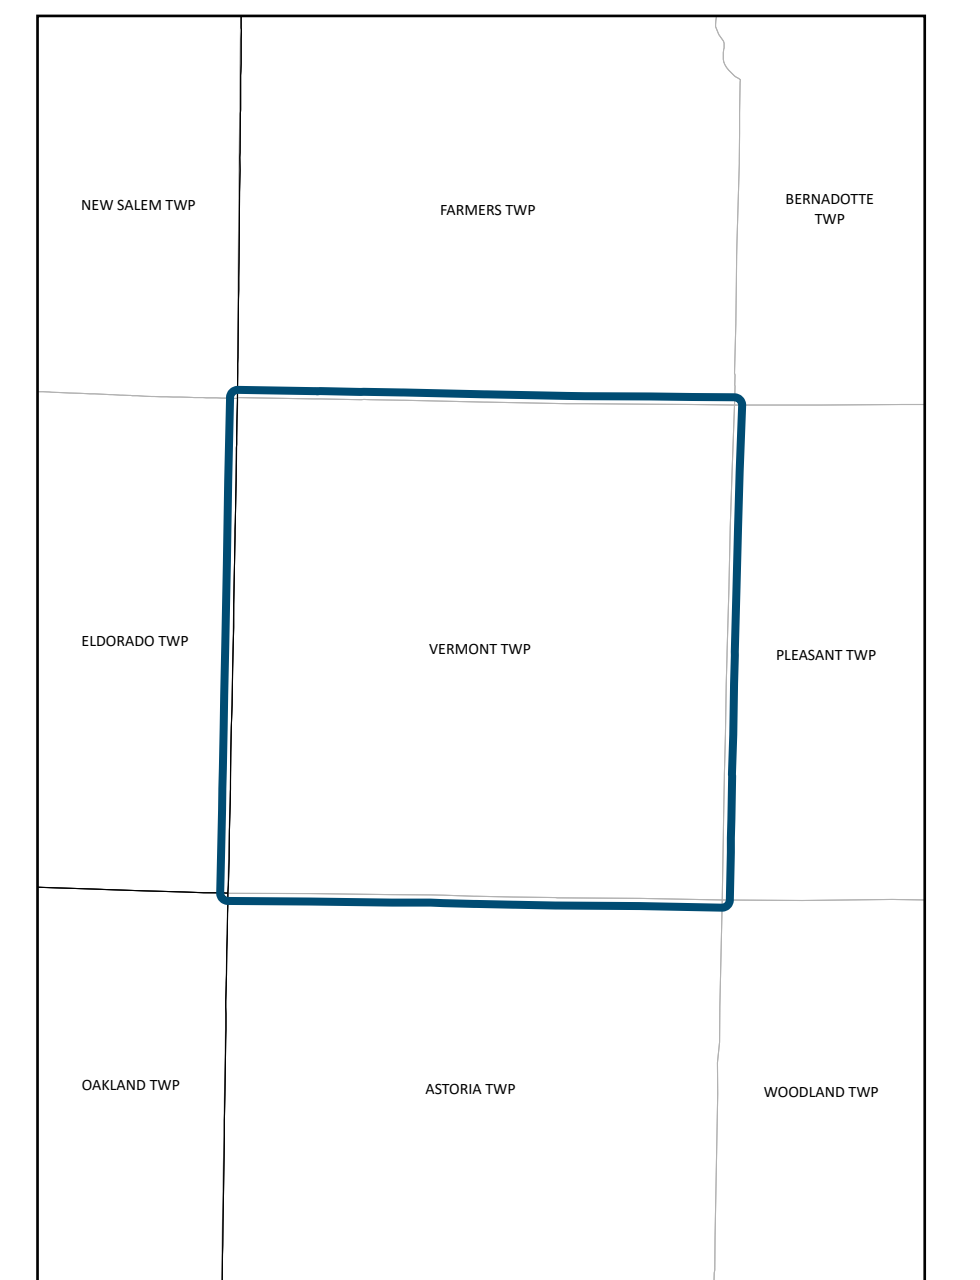 NEW SALEM TWP
FARMERS TWP
BERNADOTTE
TWP
ELDORADO TWP
VERMONT TWP
PLEASANT TWP
OAKLAND TWP
ASTORIA TWP
WOODLAND TWP